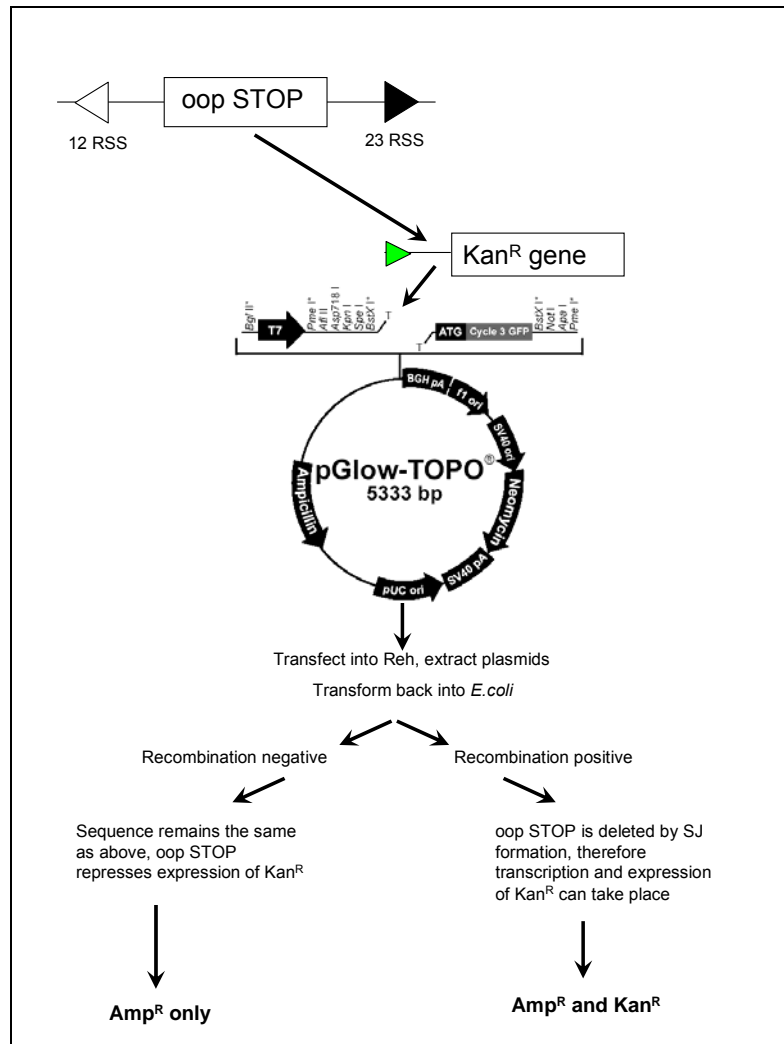 oop STOP
12 RSS
23 RSS
Kanᴿ gene
Bgl II*
T7
Pme I*
Afl II
Asp718 I
Kpn I
Spe I
BstX I*
T
T
ATG
Cycle 3 GFP
BstX I*
Not I
Apa I
Pme I*
BGH pA
f1 ori
SV40 ori
Neomycin
SV40 pA
pUC ori
Ampicillin
pGlow-TOPO®
5333 bp
Transfect into Reh, extract plasmids
Transform back into E.coli
Recombination negative
Recombination positive
Sequence remains the same
as above, oop STOP
represses expression of Kanᴿ
oop STOP is deleted by SJ
formation, therefore
transcription and expression
of Kanᴿ can take place
Ampᴿ only
Ampᴿ and Kanᴿ